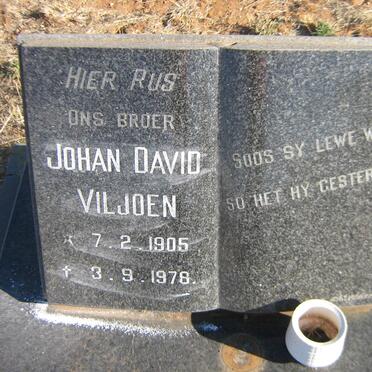 HIER RUS
ONS BROER
JOHAN DAVID
VILJOEN
* 7.2.1905
† 3.9.1978.
SOOS SY LEWE W
SO HET HY GESTER